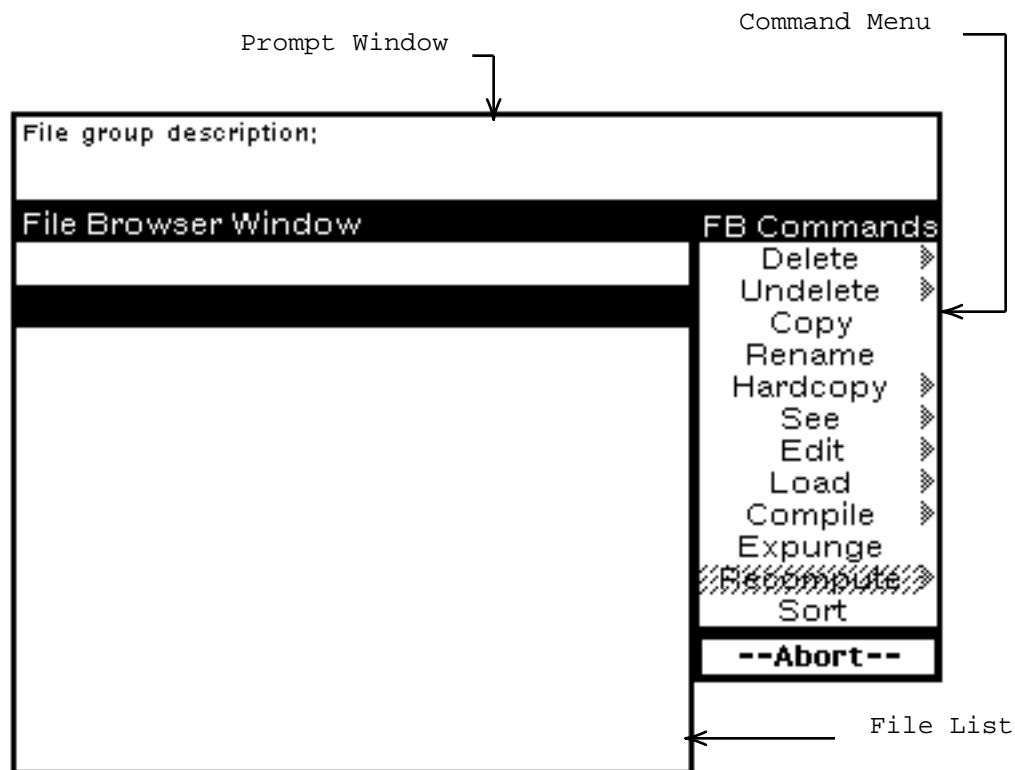 Command Menu
Prompt Window
File group description:
File Browser Window
FB Commands
Delete
Undelete
Copy
Rename
Hardcopy
See
Edit
Load
Compile
Expunge
Recompute
Sort
--Abort--
File List